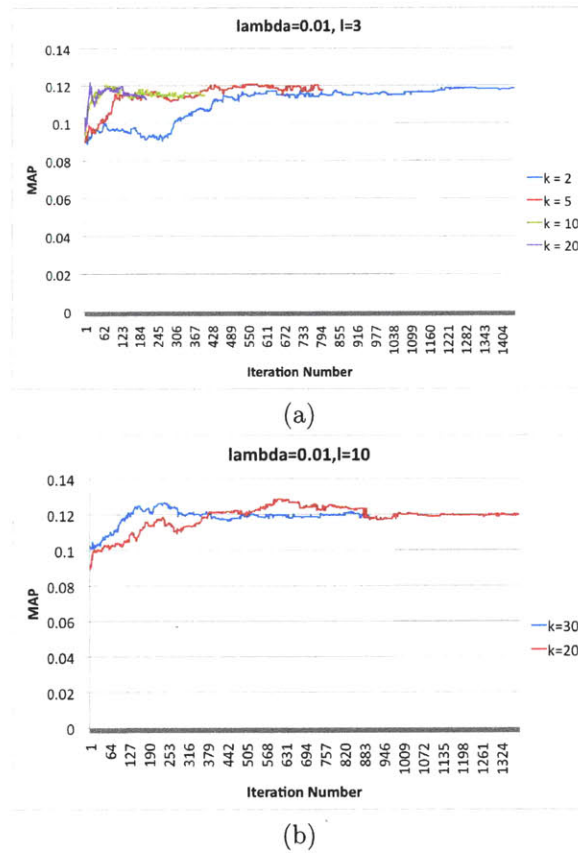 lambda=0.01, l=3
0.14
0.12
0.1
0.08
0.06
0.04
0.02
0
MAP
k = 2
k = 5
k = 10
k = 20
1 62 123 184 245 306 367 428 489 550 611 672 733 794 855 916 977 1038 1099 1160 1221 1282 1343 1404
Iteration Number
(a)
lambda=0.01,l=10
0.14
0.12
0.1
0.08
0.06
0.04
0.02
0
MAP
k=30
k=20
1 64 127 190 253 316 379 442 505 568 631 694 757 820 883 946 1009 1072 1135 1198 1261 1324
Iteration Number
(b)